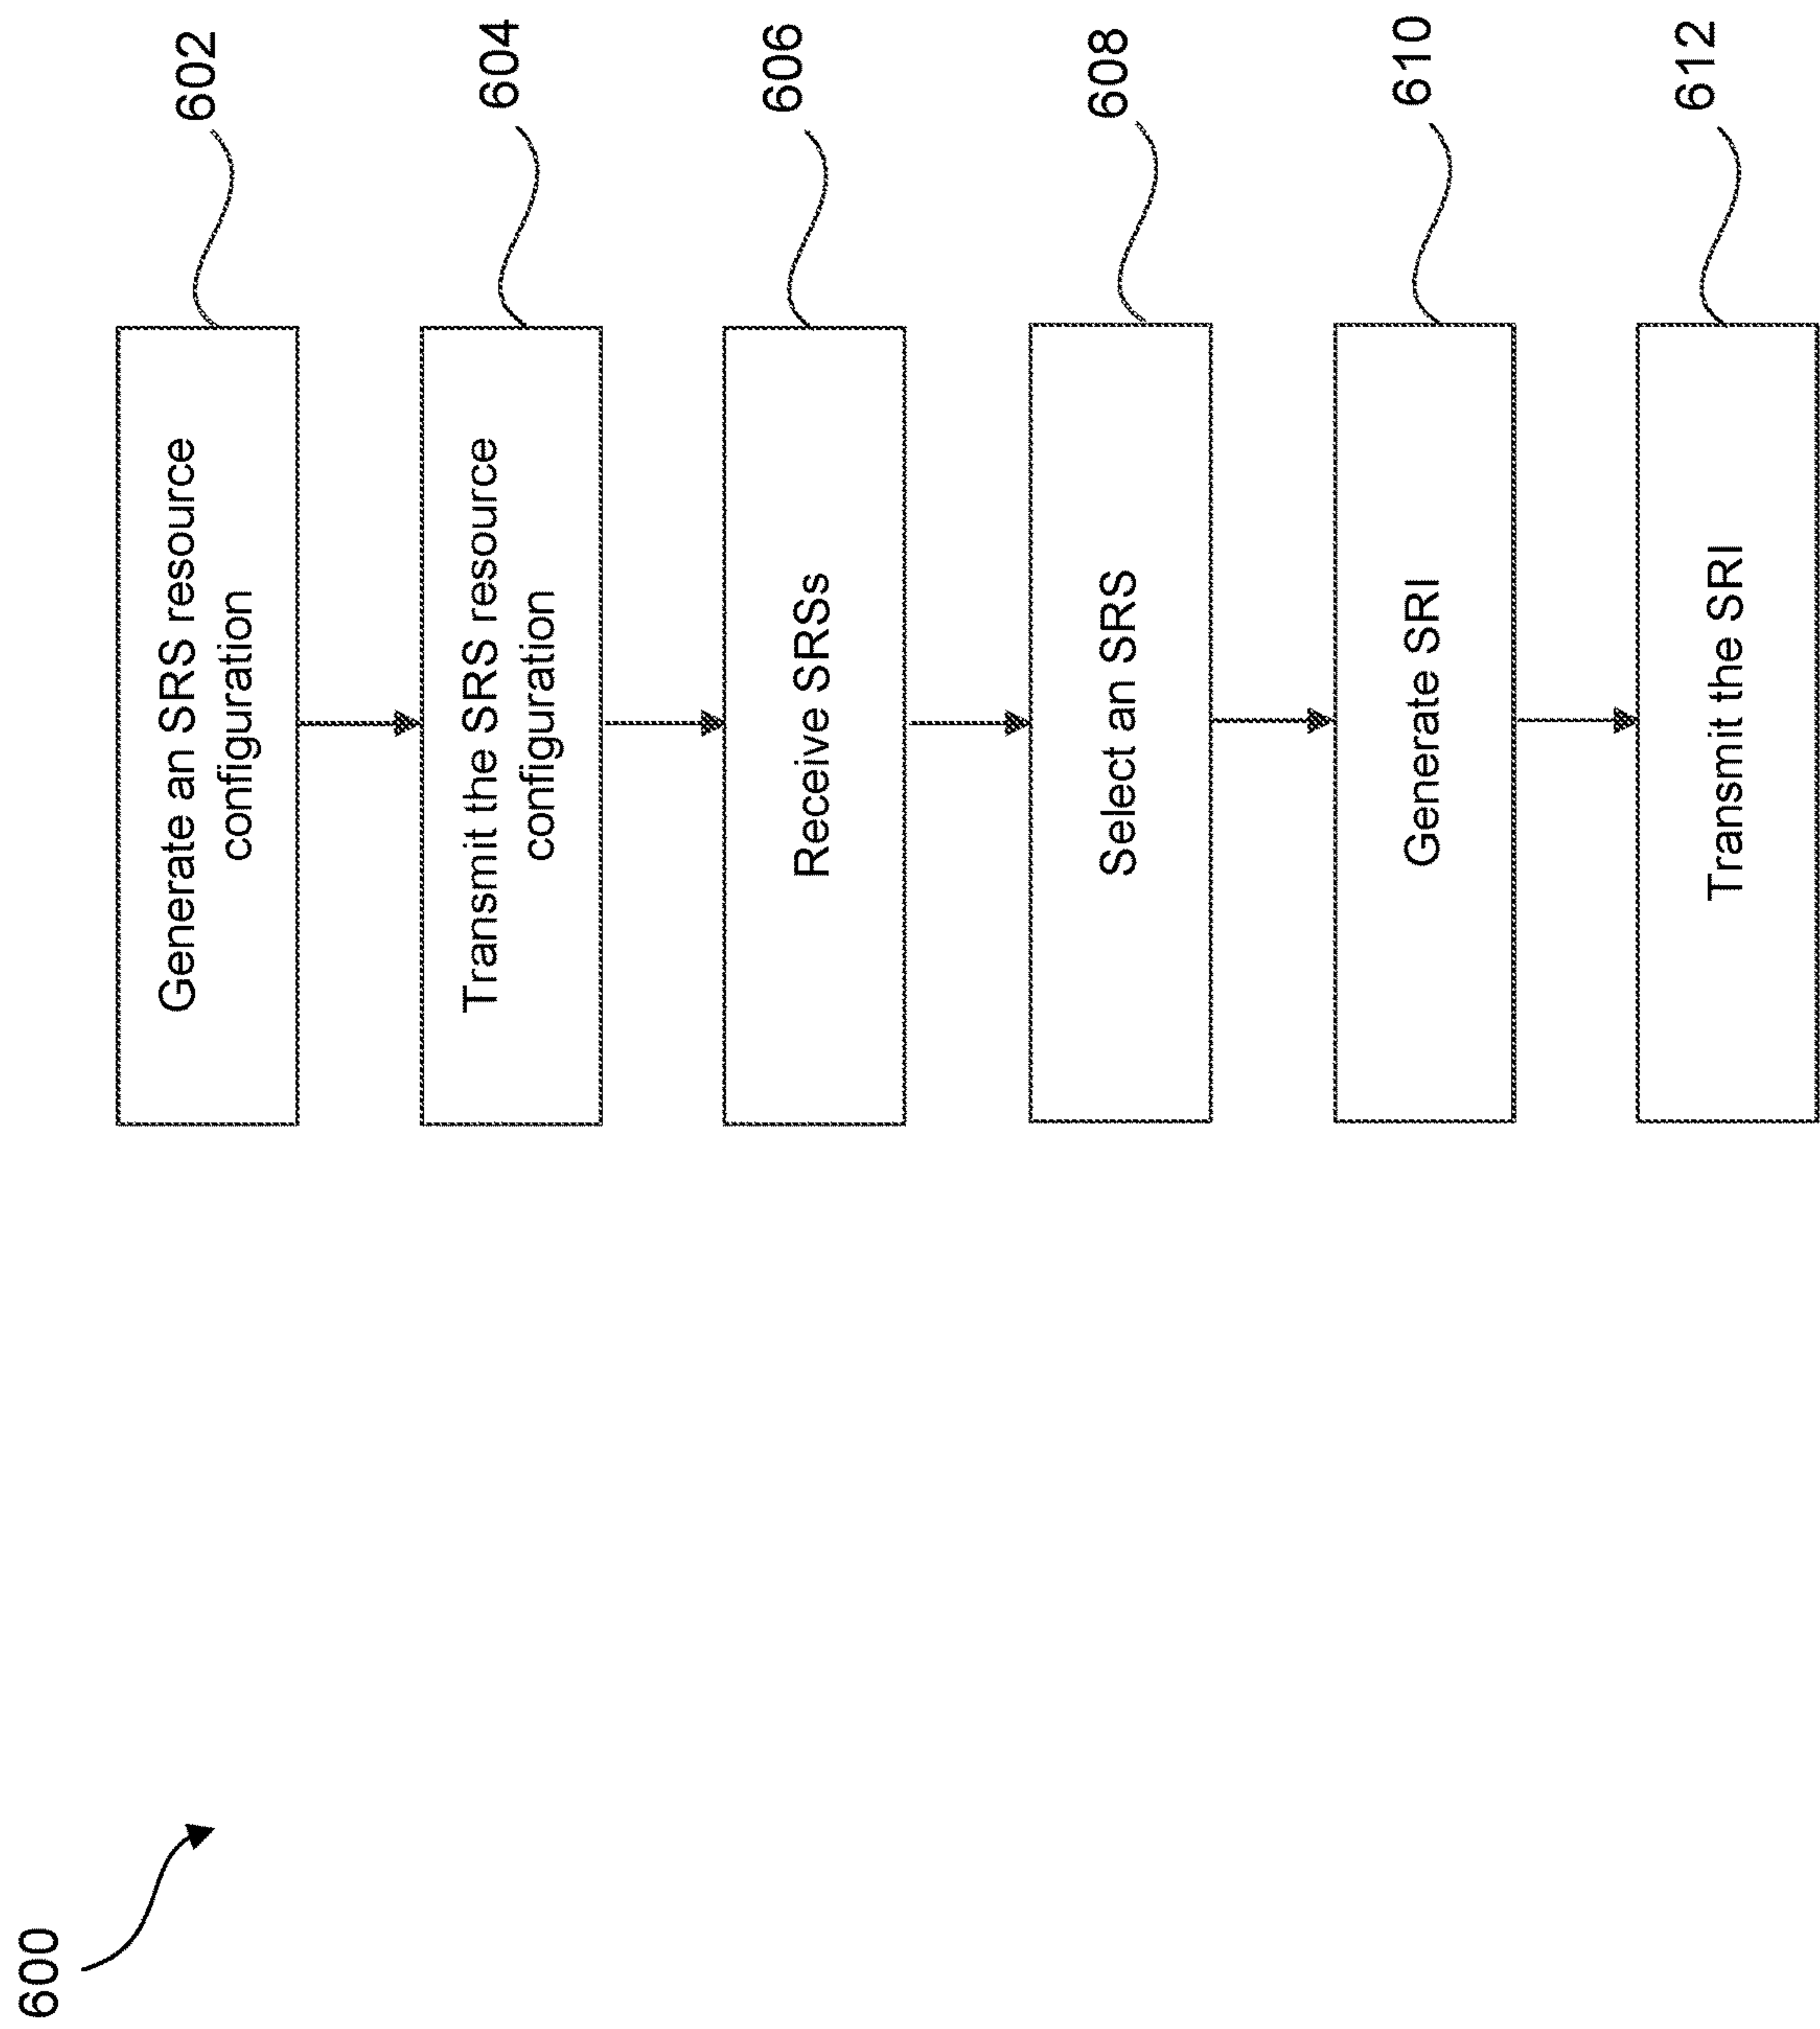 600
Generate an SRS resource
configuration
602
Transmit the SRS resource
configuration
604
Receive SRSs
606
Select an SRS
608
Generate SRI
610
Transmit the SRI
612